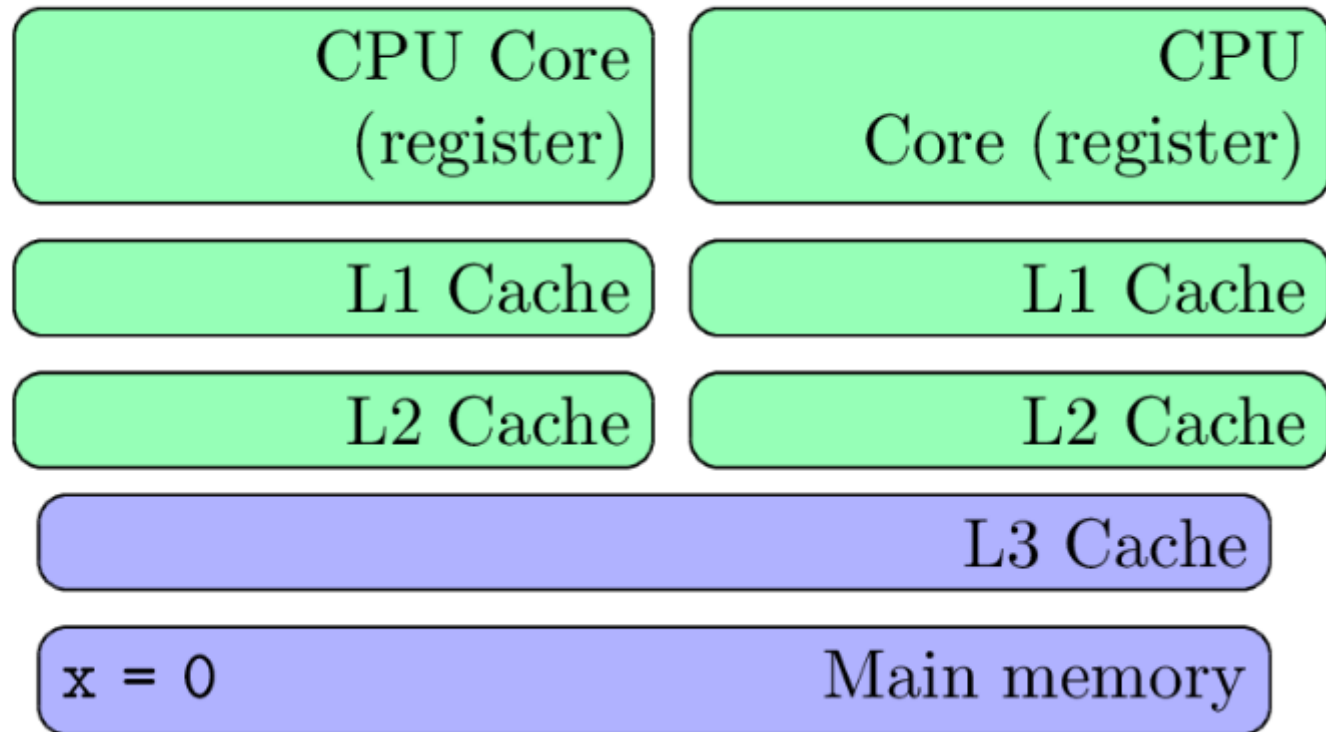 CPU Core
(register)
CPU
Core (register)
L1 Cache
L1 Cache
L2 Cache
L2 Cache
L3 Cache
x = 0 Main memory